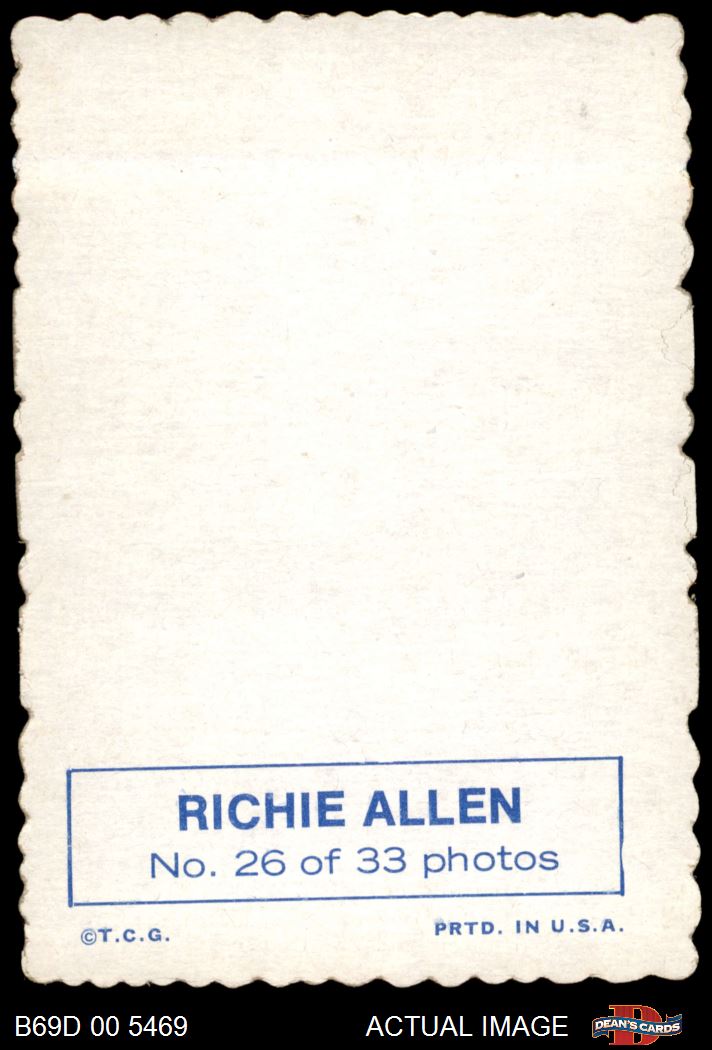 RICHIE ALLEN
No. 26 of 33 photos
©T.C.G.
PRTD. IN U.S.A.
B69D 00 5469
ACTUAL IMAGE
DEAN'S CARDS